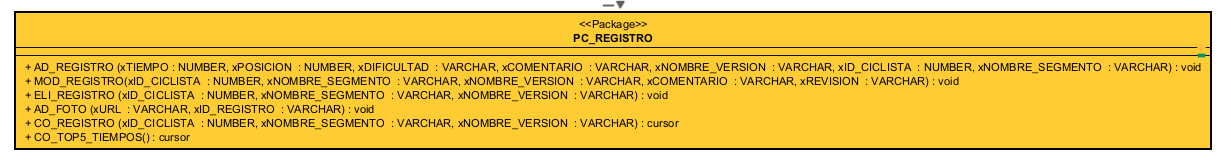 <<Package>>
PC_REGISTRO
+ AD_REGISTRO (xTIEMPO : NUMBER, xPOSICION : NUMBER, xDIFICULTAD : VARCHAR, xCOMENTARIO : VARCHAR, xNOMBRE_VERSION : VARCHAR, xID_CICLISTA : NUMBER, xNOMBRE_SEGMENTO : VARCHAR) : void
+ MOD_REGISTRO(xID_CICLISTA : NUMBER, xNOMBRE_SEGMENTO : VARCHAR, xNOMBRE_VERSION : VARCHAR, xCOMENTARIO : VARCHAR, xREVISION : VARCHAR) : void
+ ELI_REGISTRO (xID_CICLISTA : NUMBER, xNOMBRE_SEGMENTO : VARCHAR, xNOMBRE_VERSION : VARCHAR) : void
+ AD_FOTO (xURL : VARCHAR, xID_REGISTRO : VARCHAR) : void
+ CO_REGISTRO (xID_CICLISTA : NUMBER, xNOMBRE_SEGMENTO : VARCHAR, xNOMBRE_VERSION : VARCHAR) : cursor
+ CO_TOP5_TIEMPOS() : cursor